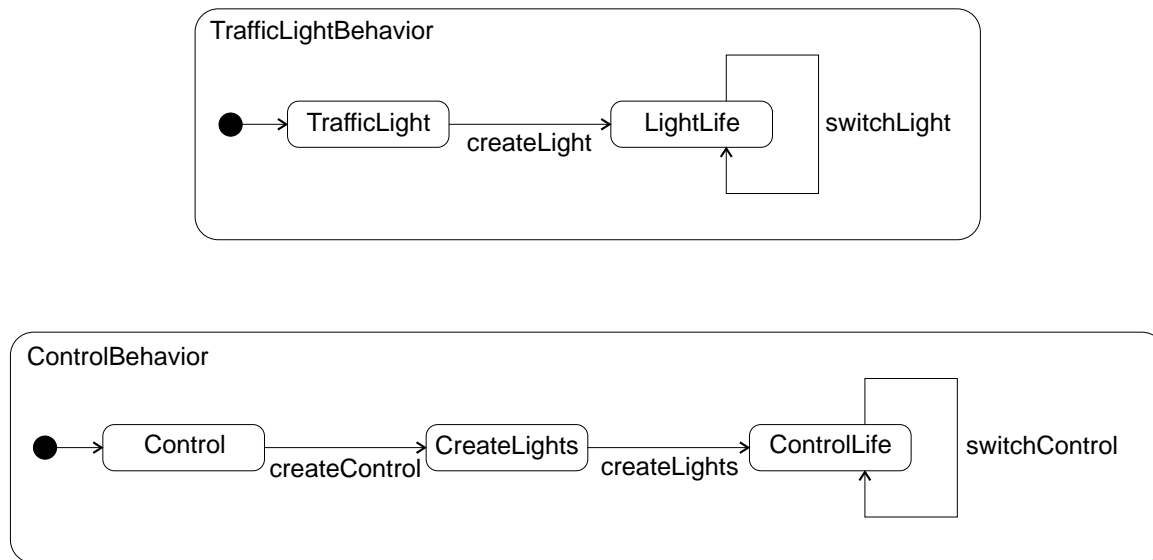 TrafficLightBehavior
TrafficLight
createLight
LightLife
switchLight
ControlBehavior
Control
createControl
CreateLights
createLights
ControlLife
switchControl